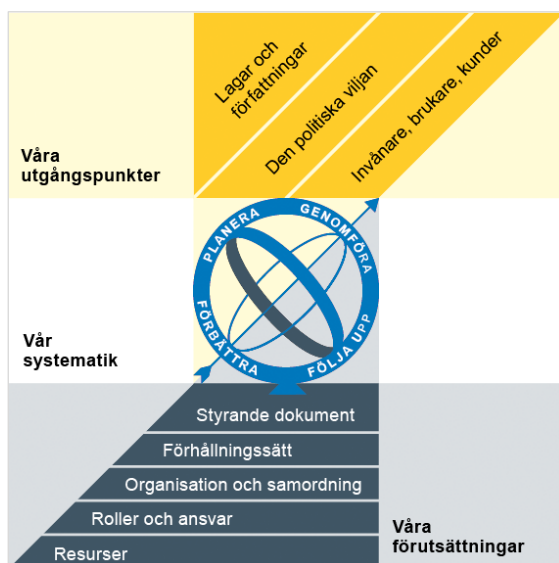 Lagar och
författningar
Den politiska viljan
Invånare, brukare, kunder
Våra
utgångspunkter
PLANERA
GENOMFÖRA
FÖLJA UPP
FÖRBÄTTRA
Vår
systematik
Styrande dokument
Förhållningssätt
Organisation och samordning
Roller och ansvar
Resurser
Våra
förutsättningar